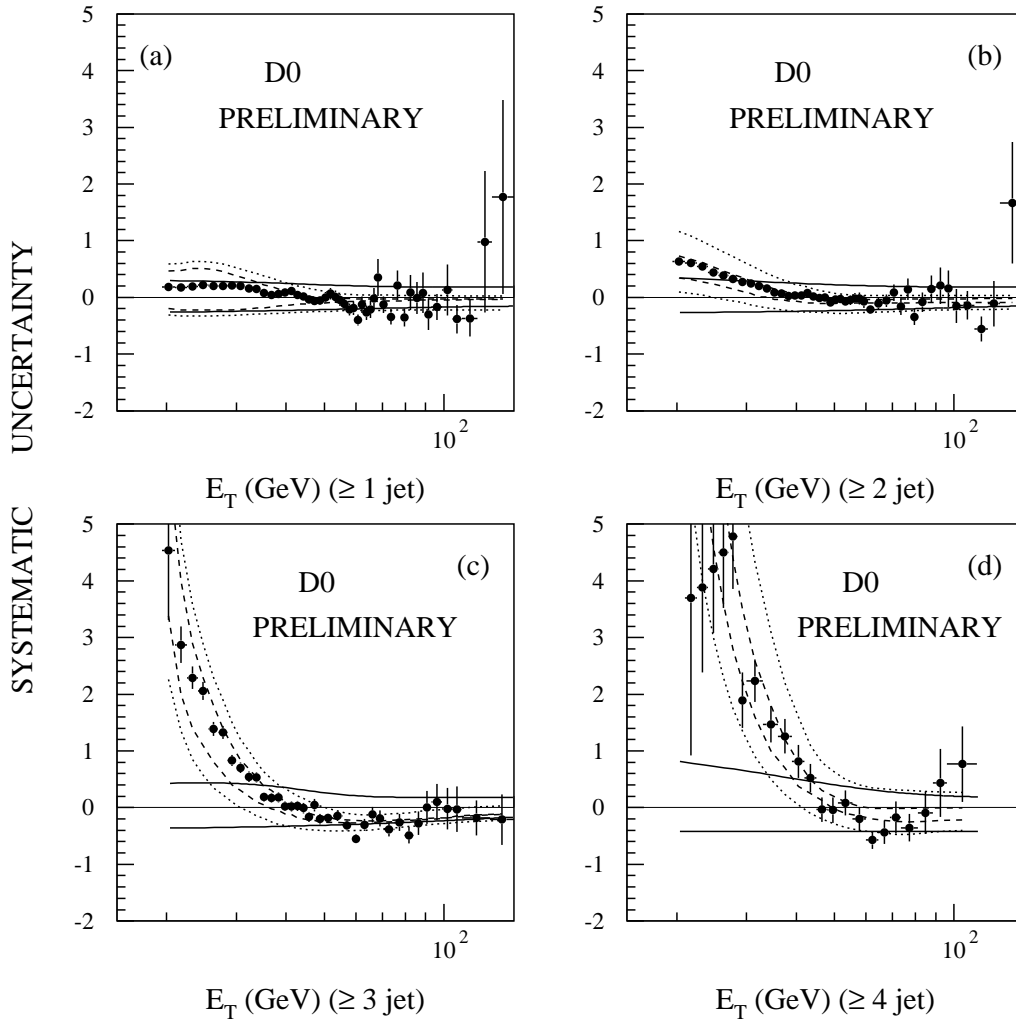 SYSTEMATIC UNCERTAINTY
5
4
3
2
1
0
-1
-2
(a)
D0
PRELIMINARY
10^2
E_T (GeV) (≥ 1 jet)
5
4
3
2
1
0
-1
-2
(b)
D0
PRELIMINARY
10^2
E_T (GeV) (≥ 2 jet)
5
4
3
2
1
0
-1
-2
(c)
D0
PRELIMINARY
10^2
E_T (GeV) (≥ 3 jet)
5
4
3
2
1
0
-1
-2
(d)
D0
PRELIMINARY
10^2
E_T (GeV) (≥ 4 jet)